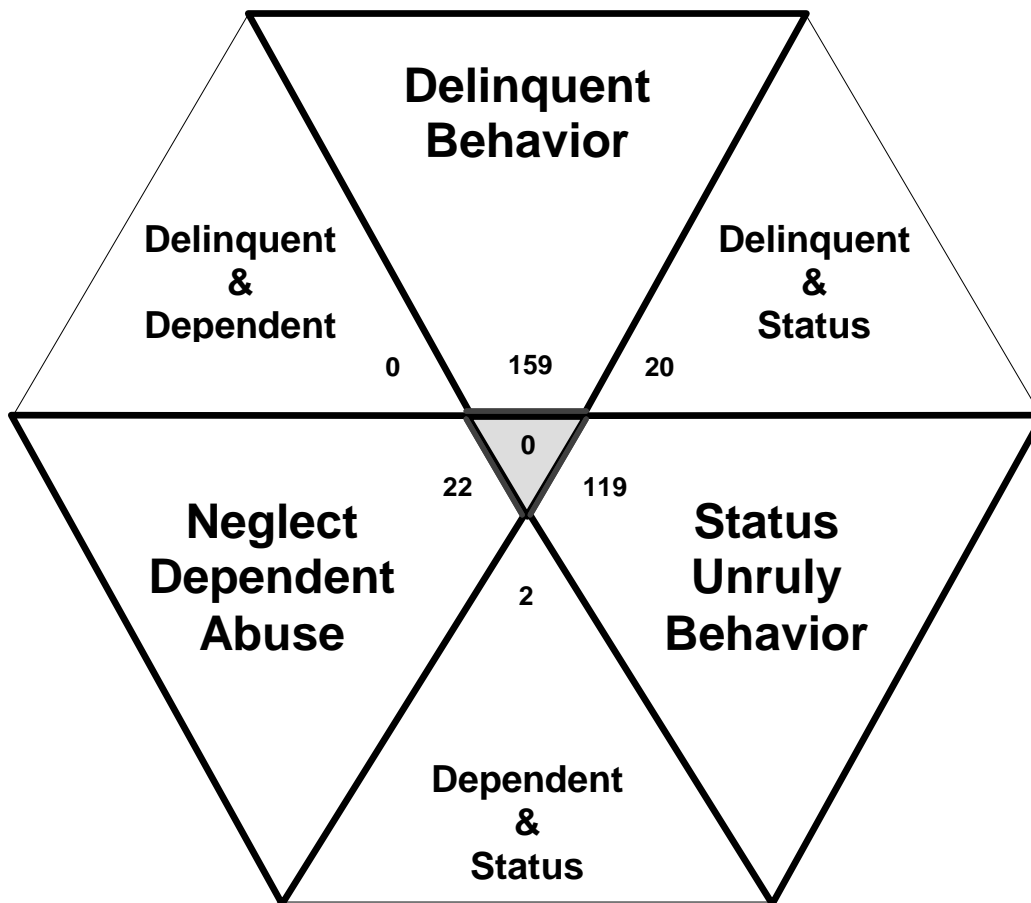 Delinquent
Behavior
Delinquent
&
Dependent
Delinquent
&
Status
0
159
20
0
22
119
Neglect
Dependent
Abuse
Status
Unruly
Behavior
2
Dependent
&
Status